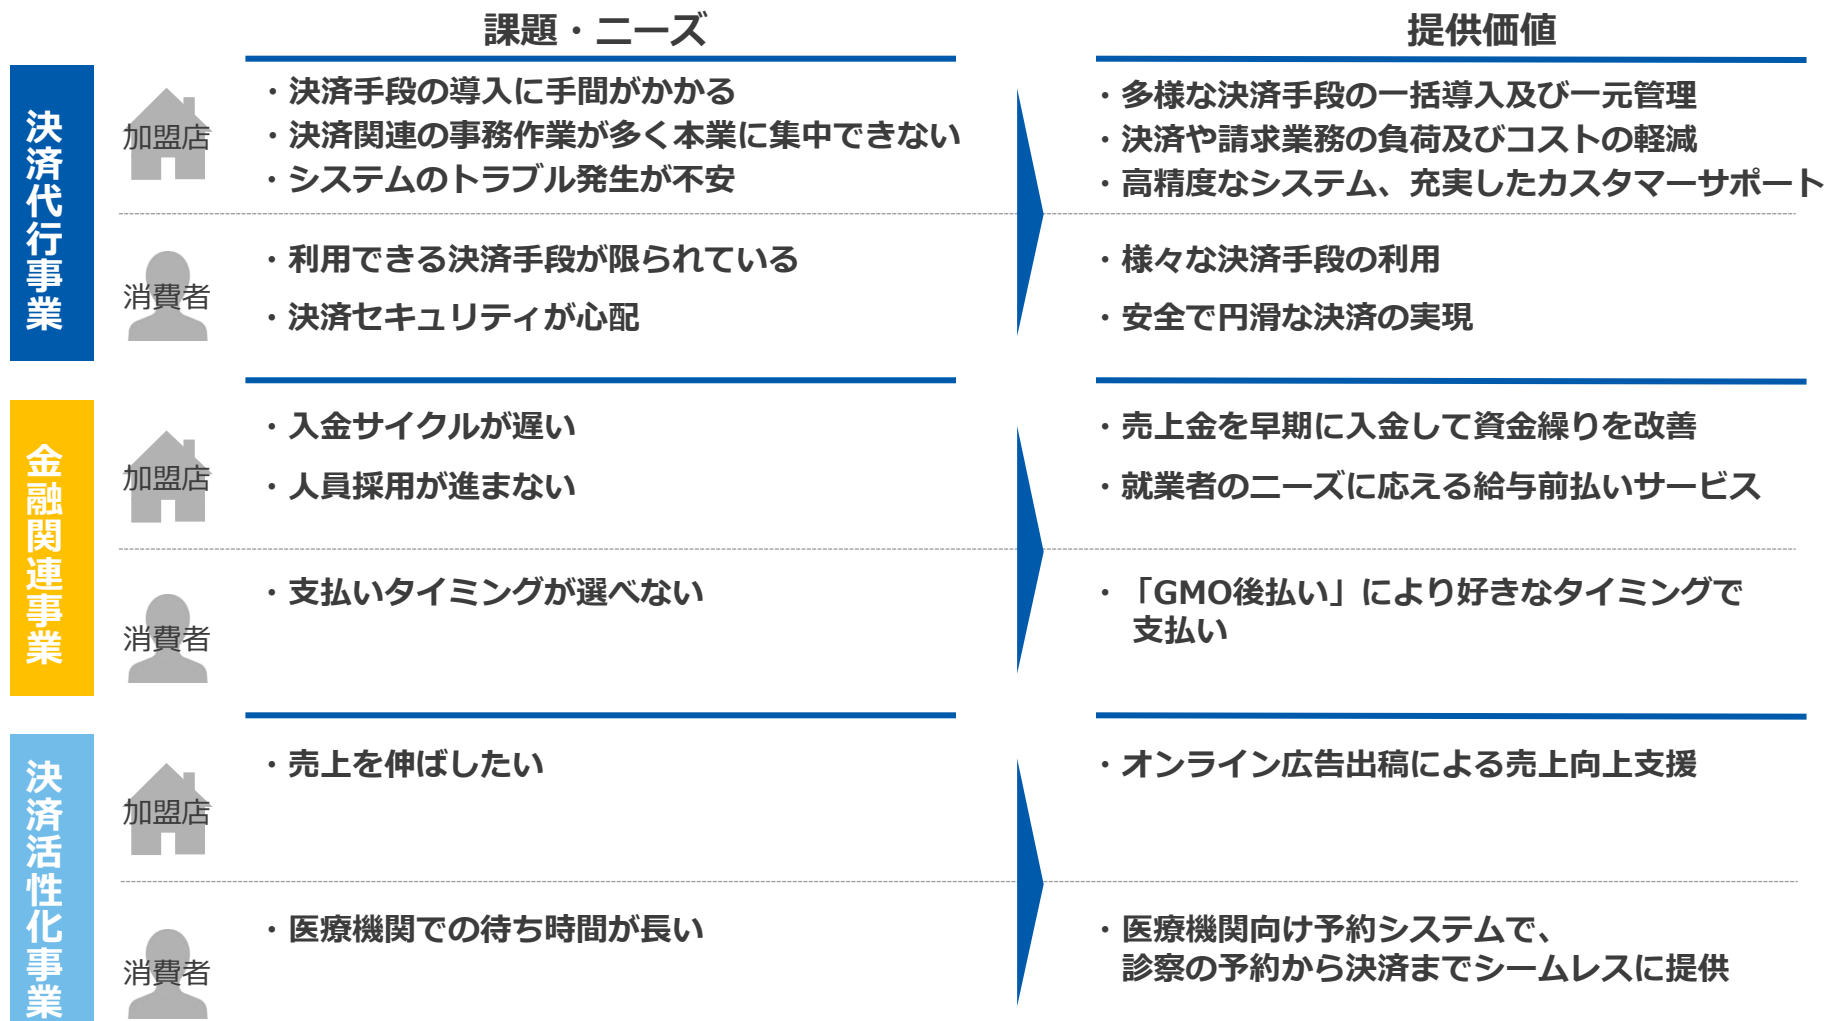 課題・ニーズ
提供価値
決済代行事業
加盟店
・決済手段の導入に手間がかかる
・決済関連の事務作業が多く本業に集中できない
・システムのトラブル発生が不安
・多様な決済手段の一括導入及び一元管理
・決済や請求業務の負荷及びコストの軽減
・高精度なシステム、充実したカスタマーサポート
消費者
・利用できる決済手段が限られている
・決済セキュリティが心配
・様々な決済手段の利用
・安全で円滑な決済の実現
金融関連事業
加盟店
・入金サイクルが遅い
・人員採用が進まない
・売上金を早期に入金して資金繰りを改善
・就業者のニーズに応える給与前払いサービス
消費者
・支払いタイミングが選べない
・「GMO後払い」により好きなタイミングで
支払い
決済活性化事業
加盟店
・売上を伸ばしたい
・オンライン広告出稿による売上向上支援
消費者
・医療機関での待ち時間が長い
・医療機関向け予約システムで、
診察の予約から決済までシームレスに提供